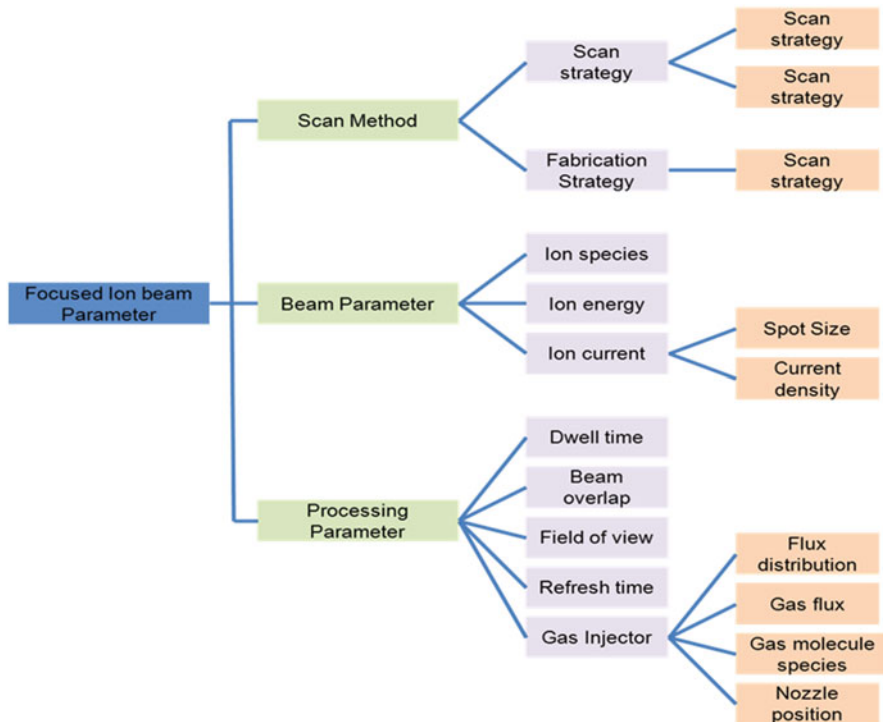 Focused Ion beam
Parameter
Scan Method
Scan
strategy
Scan
strategy
Scan
strategy
Fabrication
Strategy
Scan
strategy
Beam Parameter
Ion species
Ion energy
Ion current
Spot Size
Current
density
Processing
Parameter
Dwell time
Beam
overlap
Field of view
Refresh time
Gas Injector
Flux
distribution
Gas flux
Gas molecule
species
Nozzle
position